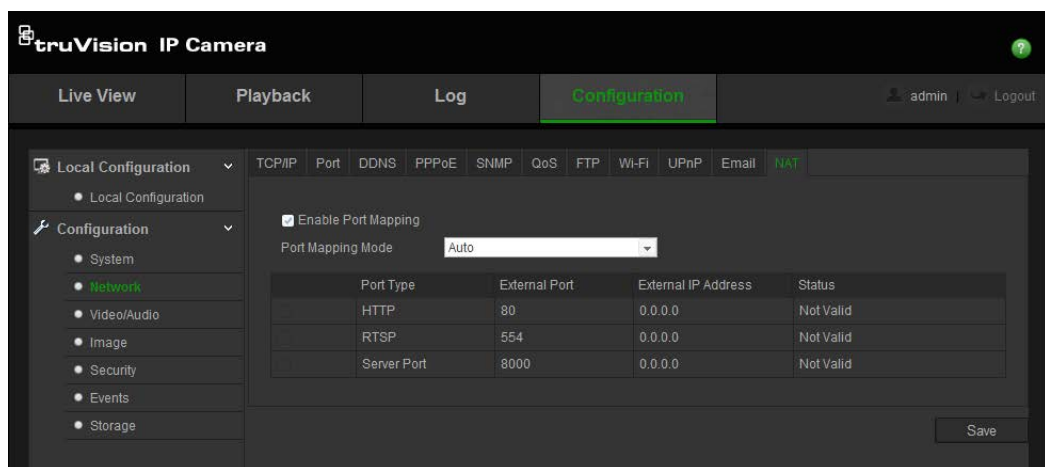 truVision IP Camera
?
Live View Playback Log Configuration admin | Logout
Local Configuration
Local Configuration
Configuration
System
Network
Video/Audio
Image
Security
Events
Storage
TCP/IP Port DDNS PPPoE SNMP QoS FTP Wi-Fi UPnP Email NAT
Enable Port Mapping
Port Mapping Mode Auto
Port Type External Port External IP Address Status
HTTP 80 0.0.0.0 Not Valid
RTSP 554 0.0.0.0 Not Valid
Server Port 8000 0.0.0.0 Not Valid
Save